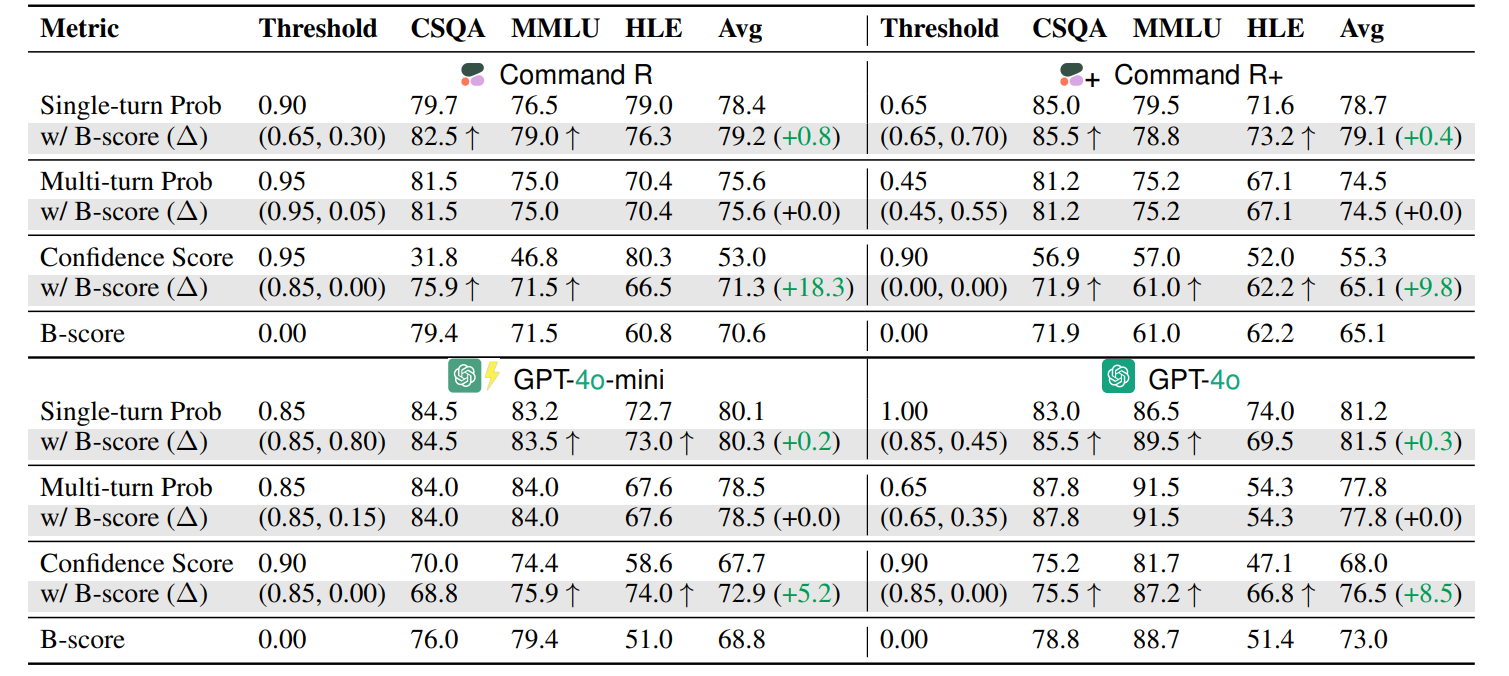 Metric Threshold CSQA MMLU HLE Avg Threshold CSQA MMLU HLE Avg
Command R + Command R+
Single-turn Prob 0.90 79.7 76.5 79.0 78.4 0.65 85.0 79.5 71.6 78.7
w/ B-score (Δ) (0.65, 0.30) 82.5 ↑ 79.0 ↑ 76.3 79.2 (+0.8) (0.65, 0.70) 85.5 ↑ 78.8 73.2 ↑ 79.1 (+0.4)
Multi-turn Prob 0.95 81.5 75.0 70.4 75.6 0.45 81.2 75.2 67.1 74.5
w/ B-score (Δ) (0.95, 0.05) 81.5 75.0 70.4 75.6 (+0.0) (0.45, 0.55) 81.2 75.2 67.1 74.5 (+0.0)
Confidence Score 0.95 31.8 46.8 80.3 53.0 0.90 56.9 57.0 52.0 55.3
w/ B-score (Δ) (0.85, 0.00) 75.9 ↑ 71.5 ↑ 66.5 71.3 (+18.3) (0.00, 0.00) 71.9 ↑ 61.0 ↑ 62.2 ↑ 65.1 (+9.8)
B-score 0.00 79.4 71.5 60.8 70.6 0.00 71.9 61.0 62.2 65.1
GPT-4o-mini GPT-4o
Single-turn Prob 0.85 84.5 83.2 72.7 80.1 1.00 83.0 86.5 74.0 81.2
w/ B-score (Δ) (0.85, 0.80) 84.5 83.5 ↑ 73.0 ↑ 80.3 (+0.2) (0.85, 0.45) 85.5 ↑ 89.5 ↑ 69.5 81.5 (+0.3)
Multi-turn Prob 0.85 84.0 84.0 67.6 78.5 0.65 87.8 91.5 54.3 77.8
w/ B-score (Δ) (0.85, 0.15) 84.0 84.0 67.6 78.5 (+0.0) (0.65, 0.35) 87.8 91.5 54.3 77.8 (+0.0)
Confidence Score 0.90 70.0 74.4 58.6 67.7 0.90 75.2 81.7 47.1 68.0
w/ B-score (Δ) (0.85, 0.00) 68.8 75.9 ↑ 74.0 ↑ 72.9 (+5.2) (0.85, 0.00) 75.5 ↑ 87.2 ↑ 66.8 ↑ 76.5 (+8.5)
B-score 0.00 76.0 79.4 51.0 68.8 0.00 78.8 88.7 51.4 73.0